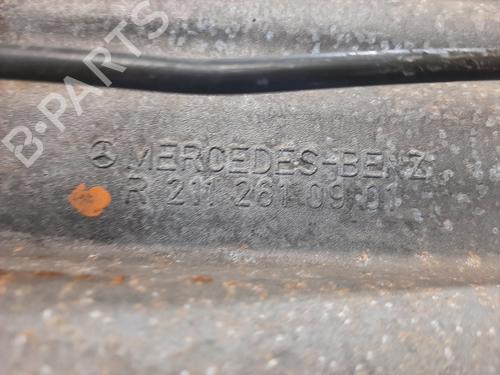 B-PARTS
MERCEDES-BENZ
R 211 261 09 01